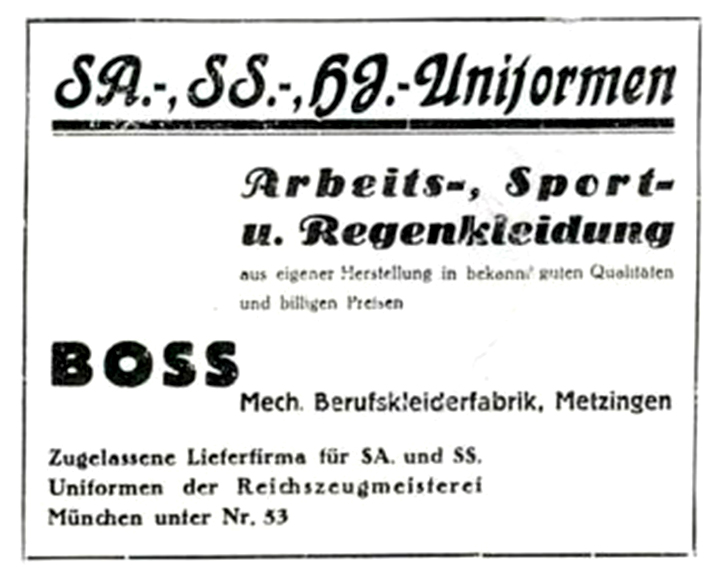 SA.-, SS.-, HJ.-Uniformen
Arbeits-, Sport-
u. Regenkleidung
aus eigener Herstellung in bekannt guten Qualitäten
und billigen Preisen
BOSS
Mech. Berufskleiderfabrik, Metzingen
Zugelassene Lieferfirma für SA. und SS.
Uniformen der Reichszeugmeisterei
München unter Nr. 53